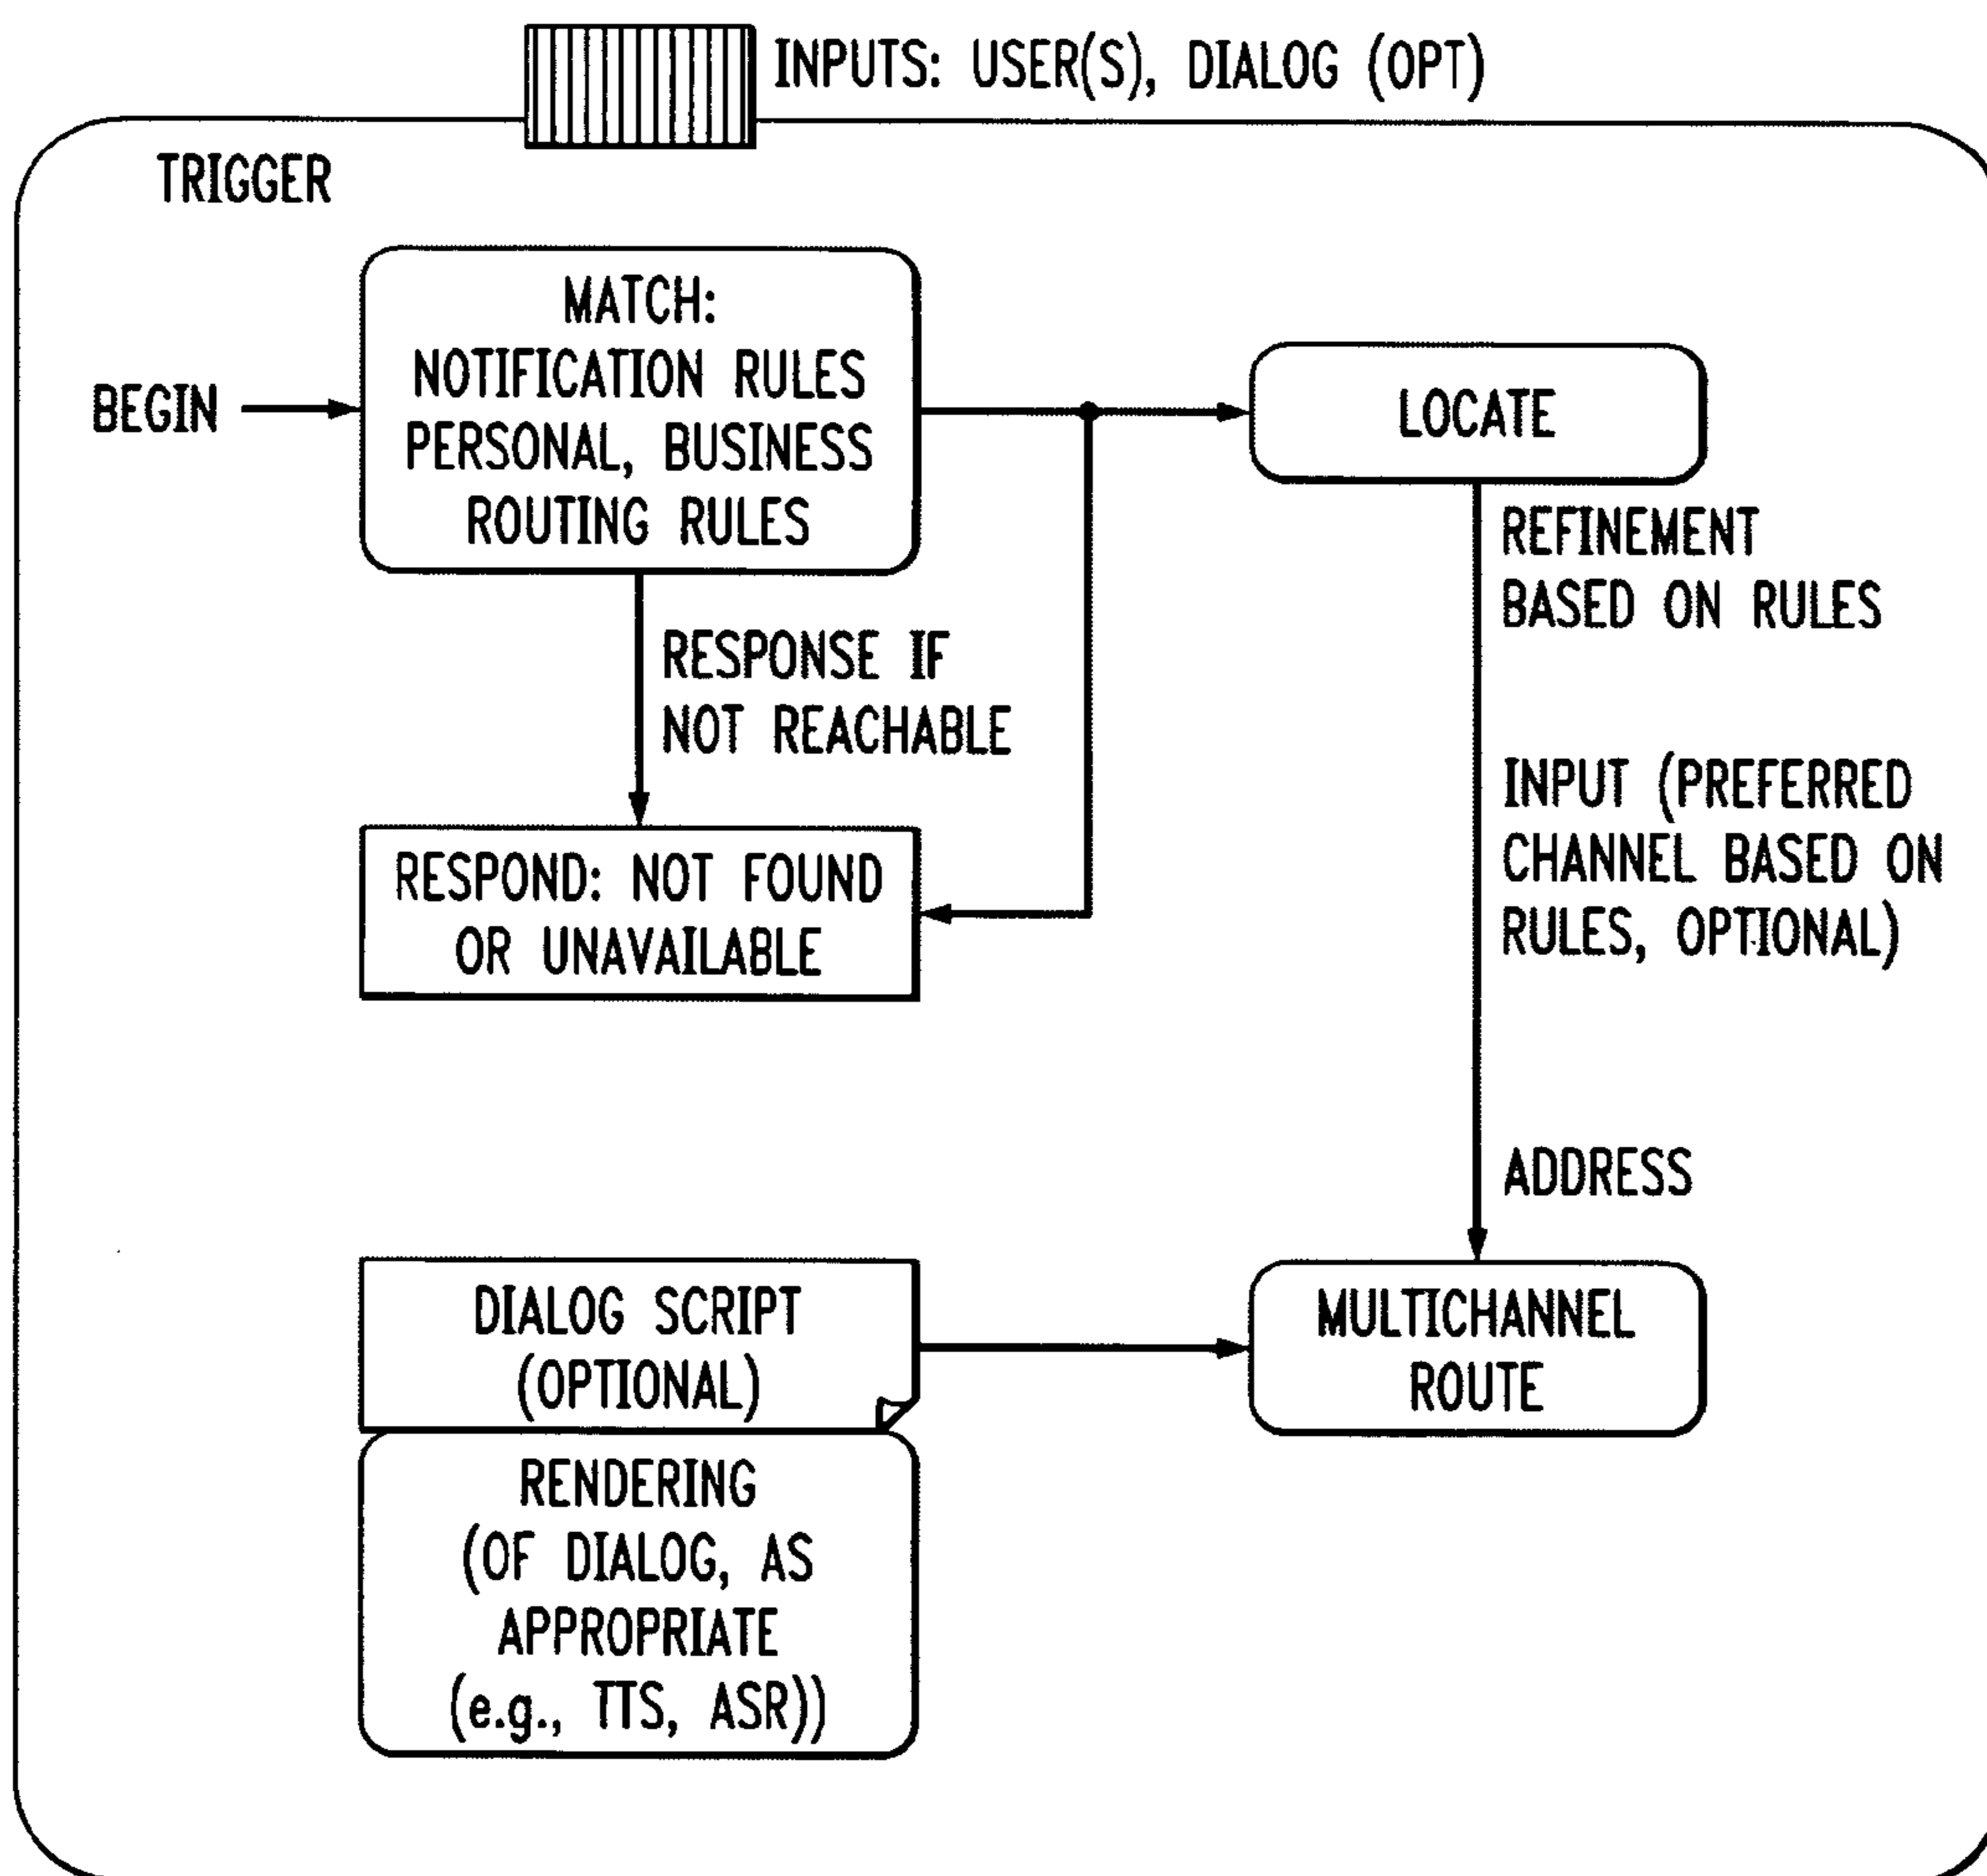 INPUTS: USER(S), DIALOG (OPT)
TRIGGER
BEGIN
MATCH:
NOTIFICATION RULES
PERSONAL, BUSINESS
ROUTING RULES
LOCATE
REFINEMENT
BASED ON RULES
RESPONSE IF
NOT REACHABLE
INPUT (PREFERRED
CHANNEL BASED ON
RULES, OPTIONAL)
RESPOND: NOT FOUND
OR UNAVAILABLE
ADDRESS
DIALOG SCRIPT
(OPTIONAL)
MULTICHANNEL
ROUTE
RENDERING
(OF DIALOG, AS
APPROPRIATE
(e.g., TTS, ASR))